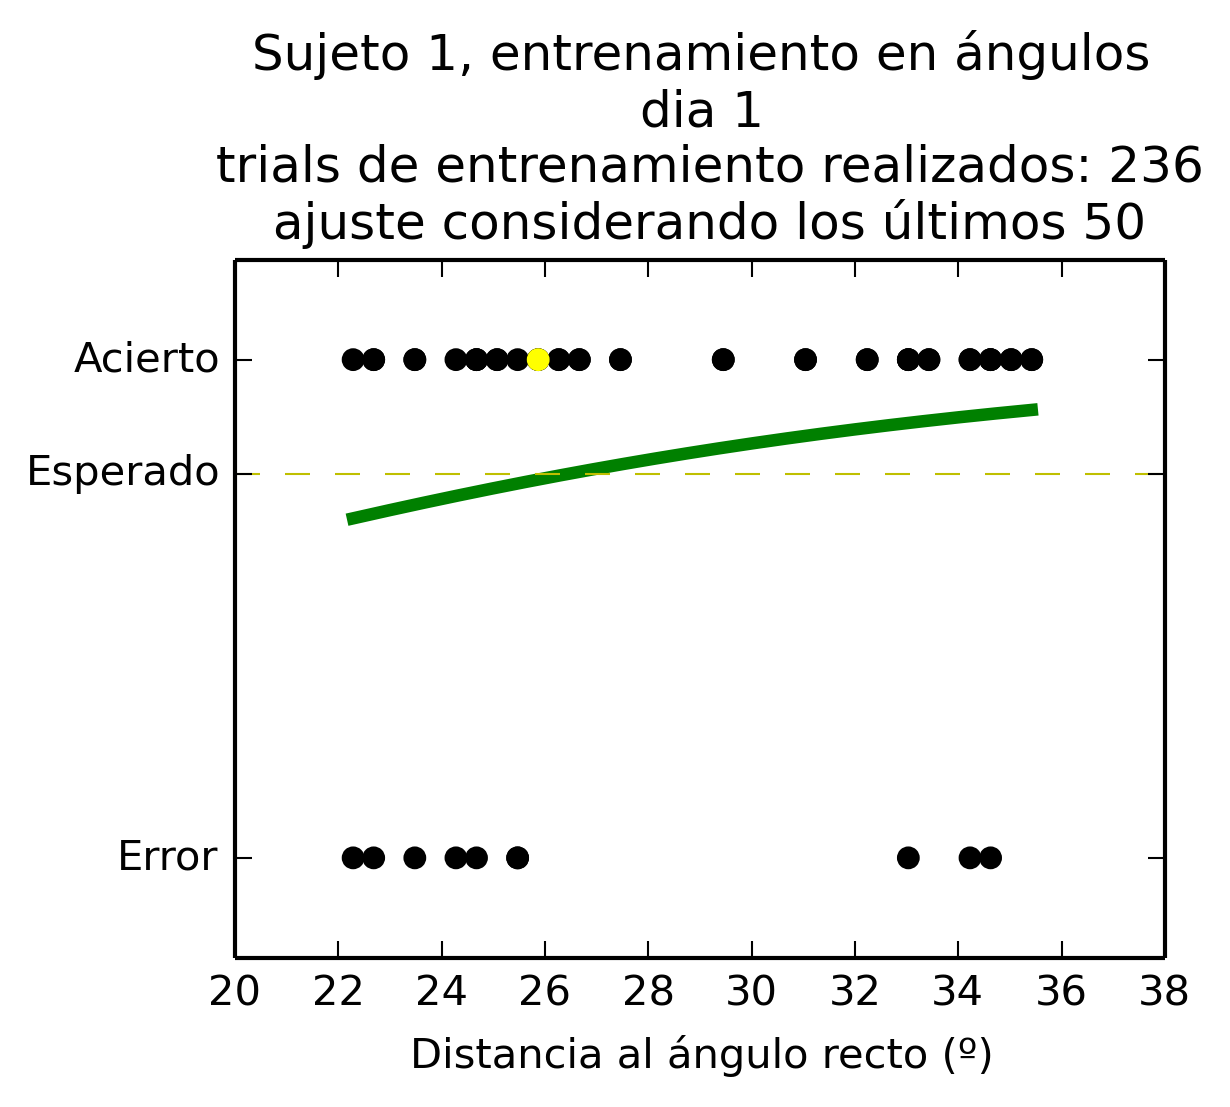 Sujeto 1, entrenamiento en ángulos
dia 1
trials de entrenamiento realizados: 236
ajuste considerando los últimos 50
Acierto
Esperado
Error
20 22 24 26 28 30 32 34 36 38
Distancia al ángulo recto (º)